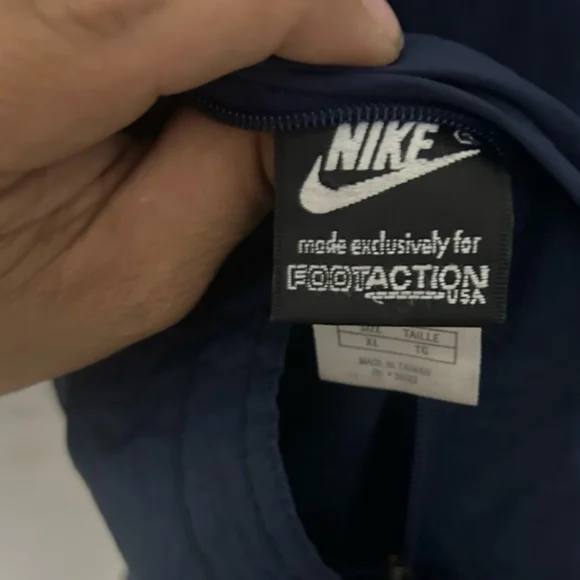 NIKE
made exclusively for
FOOTACTION
USA
SIZE TAILLE
XL TG
MADE IN TAIWAN